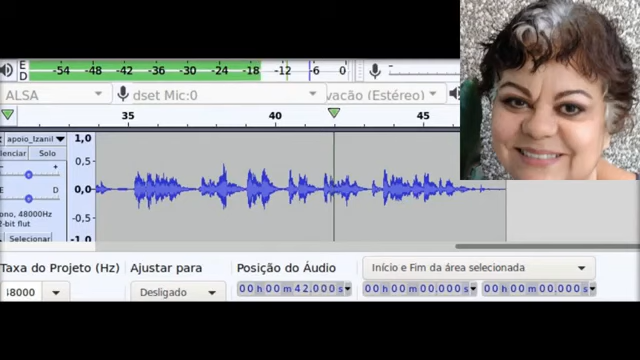 E
D
-54 -48 -42 -36 -30 -24 -18 -12 -6 0
ALSA
dset Mic:0
vação (Estéreo)
35 40 45
apoio_Izanil
lenciar Solo
- +
E D
ono, 48000Hz
2-bit flut
Selecionar
1,0
0,5
0,0
-0,5
-1,0
Taxa do Projeto (Hz) Ajustar para Posição do Áudio Início e Fim da área selecionada
48000 Desligado 00 h 00 m 42,000 s 00 h 00 m 00,000 s 00 h 00 m 00,000 s